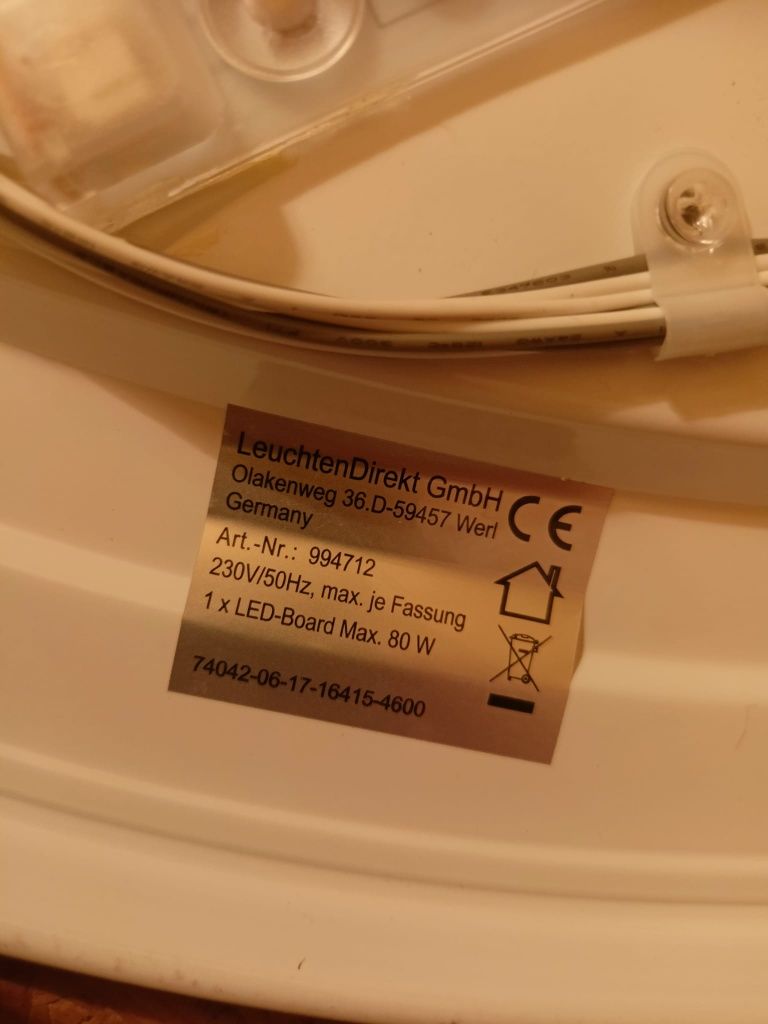 LeuchtenDirekt GmbH
Olakenweg 36.D-59457 Werl
Germany
CE
Art.-Nr.: 994712
230V/50Hz, max. je Fassung
1 x LED-Board Max. 80 W
74042-06-17-16415-4600